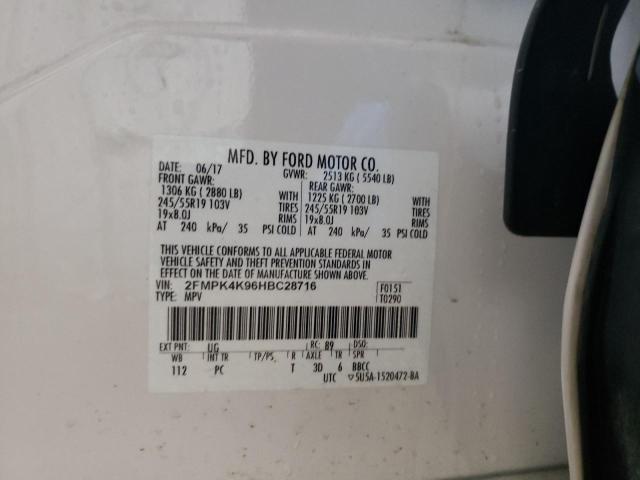 MFD. BY FORD MOTOR CO.
DATE: 06/17 GVWR: 2513 KG ( 5540 LB)
FRONT GAWR: REAR GAWR:
1306 KG ( 2880 LB) WITH 1225 KG ( 2700 LB) WITH
245/55R19 103V TIRES 245/55R19 103V TIRES
19x8.0J RIMS 19x8.0J RIMS
AT 240 kPa/ 35 PSI COLD AT 240 kPa/ 35 PSI COLD
THIS VEHICLE CONFORMS TO ALL APPLICABLE FEDERAL MOTOR
VEHICLE SAFETY AND THEFT PREVENTION STANDARDS IN
EFFECT ON THE DATE OF MANUFACTURE SHOWN ABOVE.
VIN: 2FMPK4K96HBC28716 F0151
TYPE: MPV T0290
EXT PNT: UG RC: 89 DSO:
WB INT TR TP/PS R AXLE TR SPR
112 PC T 3D 6 BBCC
UTC 5U5A-1520472-BA